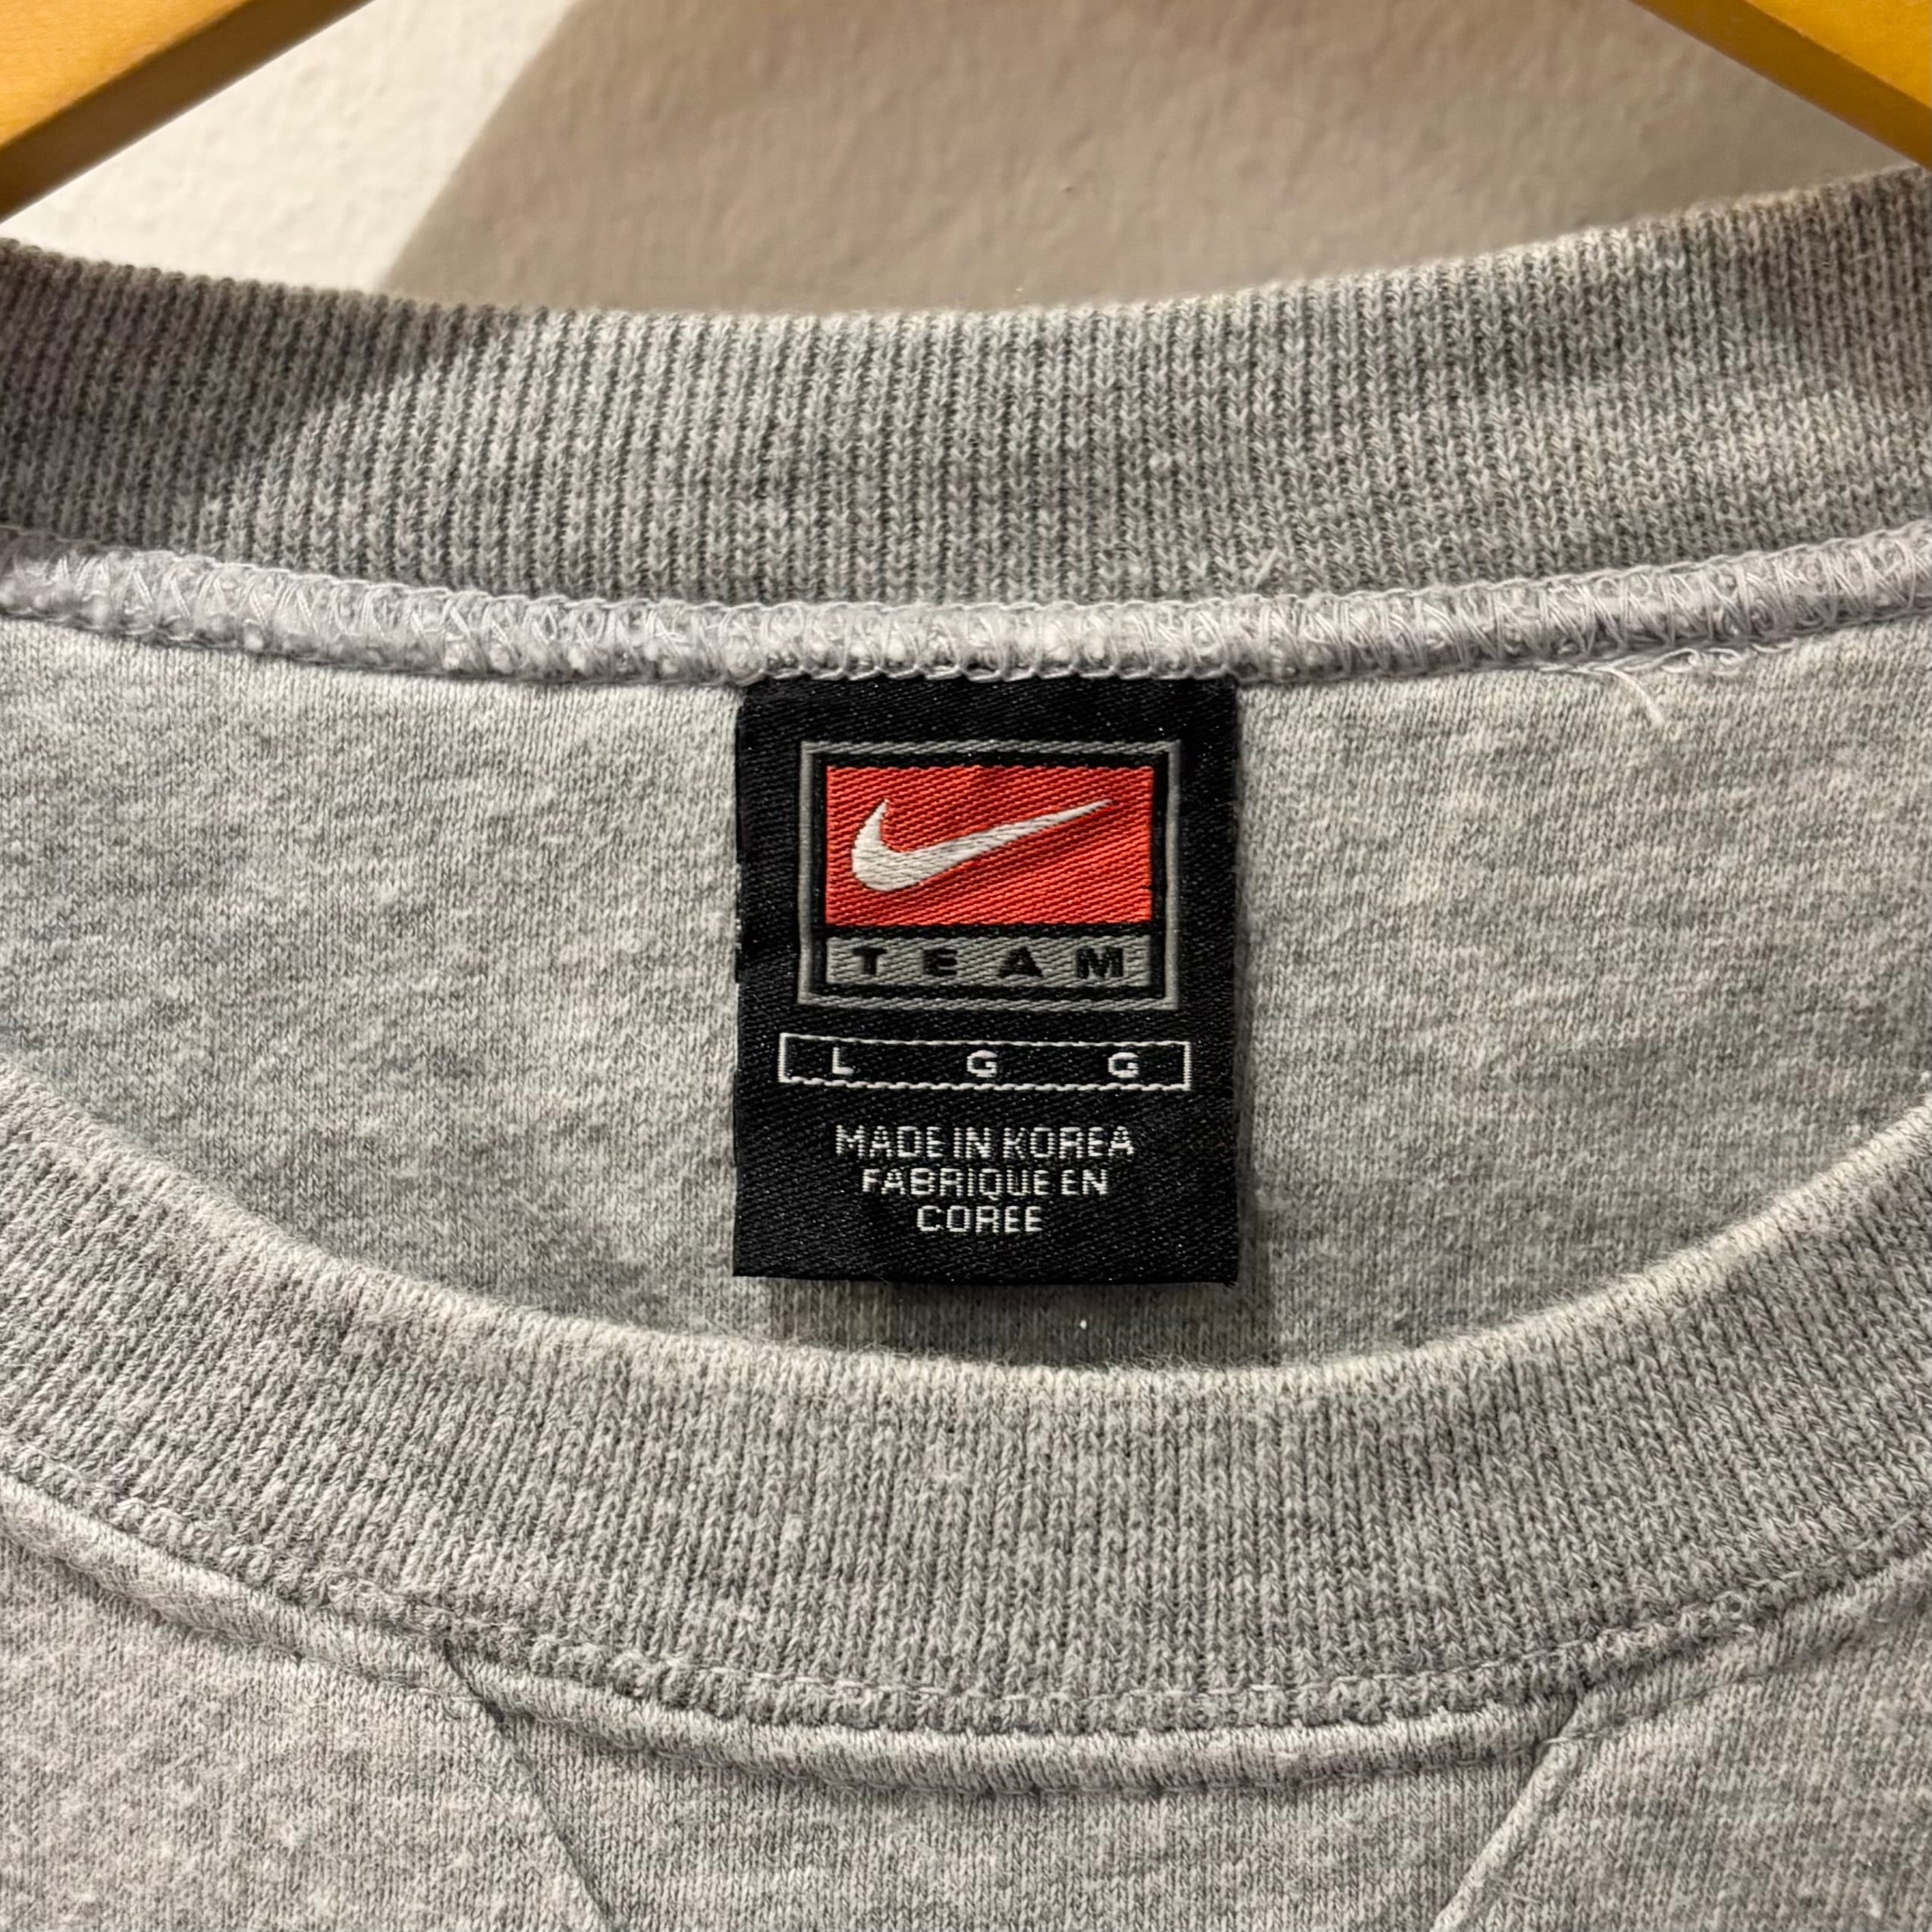 TEAM
L G G
MADE IN KOREA
FABRIQUE EN
COREE